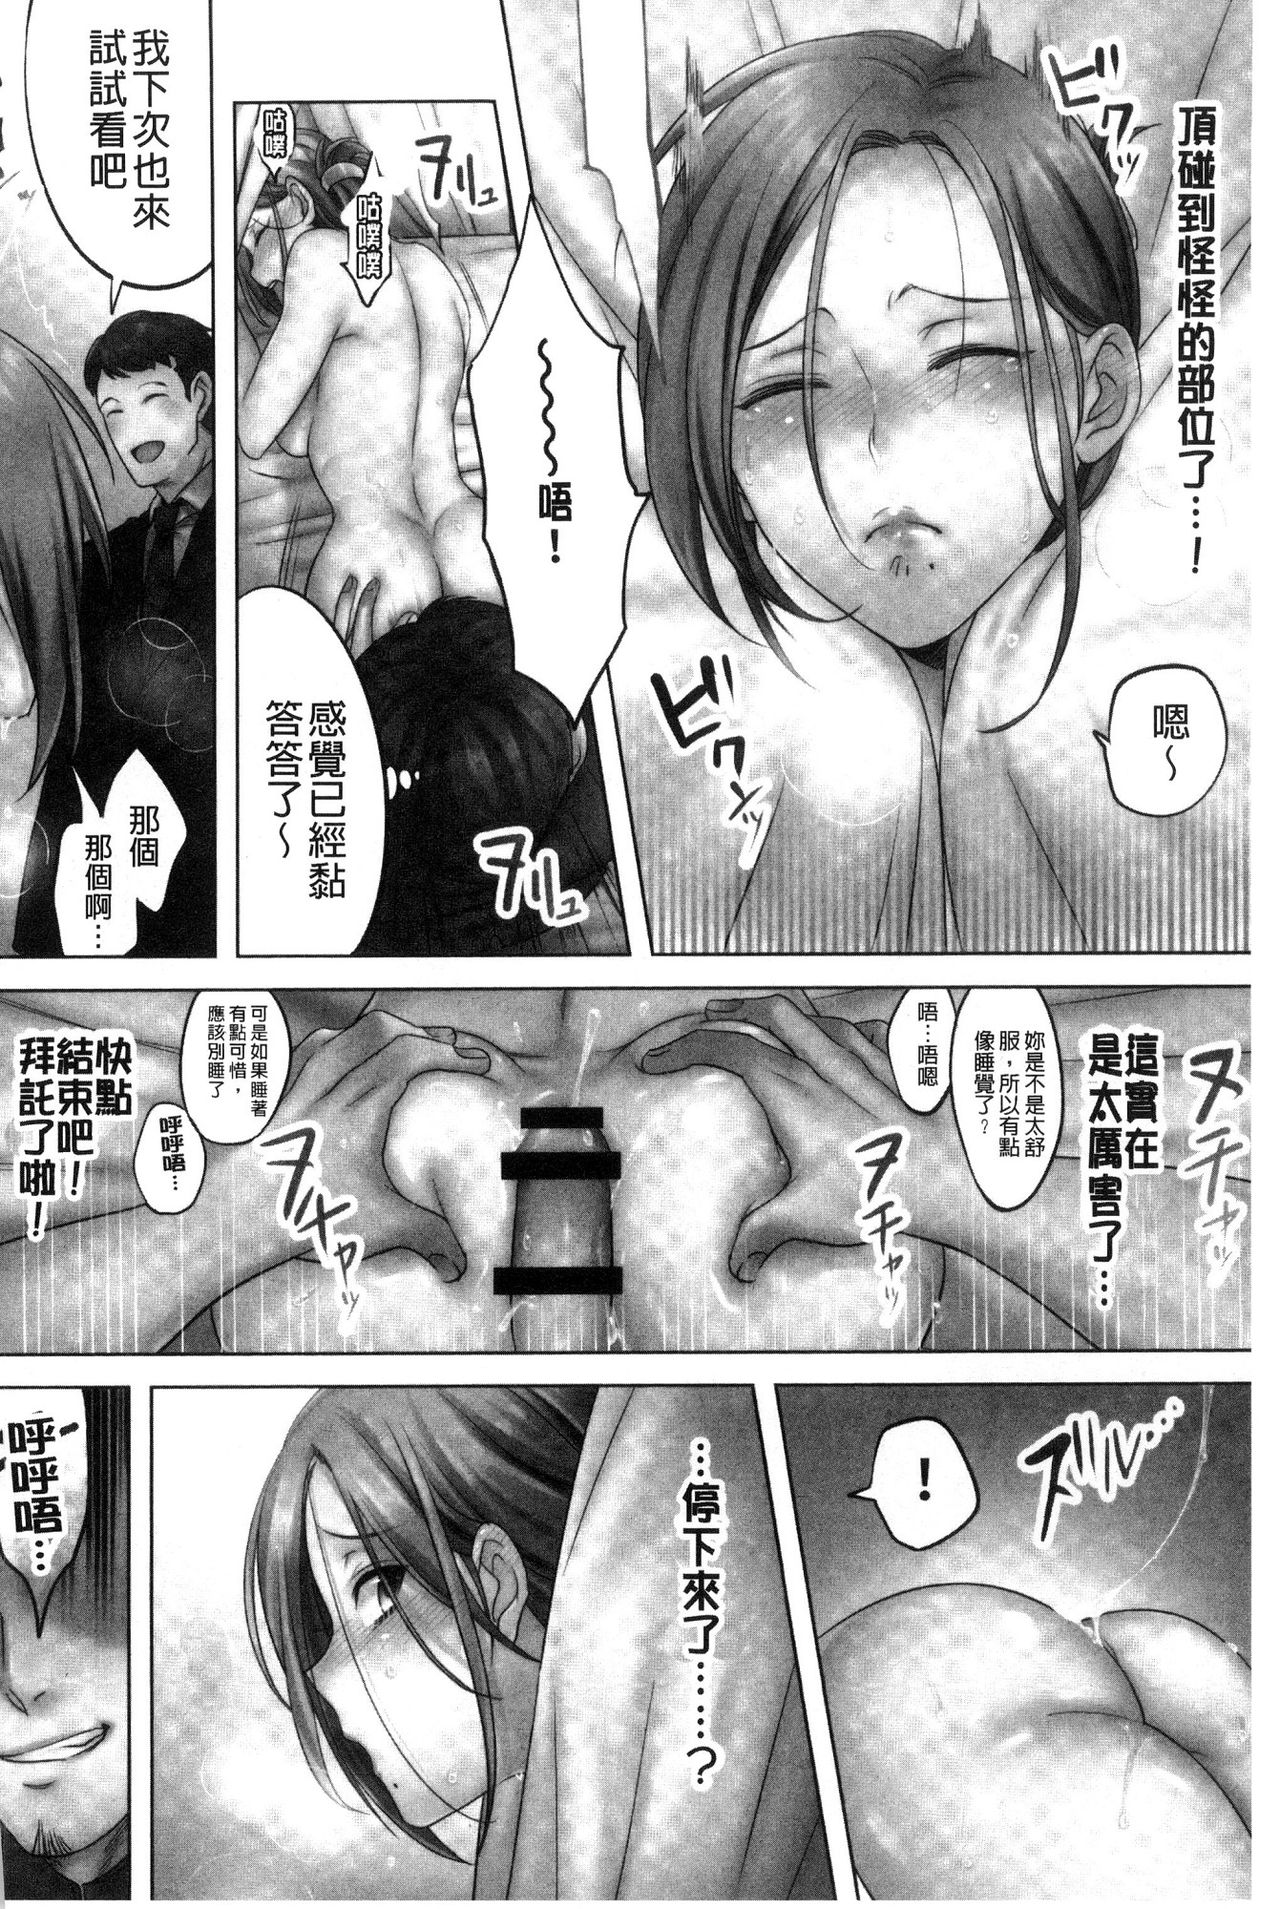 頂碰到怪怪的部位了…！
ビクッ
嗯～
ビクンッ
～～～～唔！
ヌリュ
咕噗
咕噗噗
感覺已經黏
答答了～
ヌリュ
我下次也來
試試看吧
那個
那個啊…
ヌチッ
這實在
是太厲害了…
妳是不是太舒
服，所以有點
像睡覺了？
唔…唔嗯
ヌチッ
可是如果睡著
有點可惜，
應該別睡了
呼呼唔…
ヌチャッ
快點
結束吧！
拜託了啦！
ズルル…
！
…停下來了……？
呼呼唔…